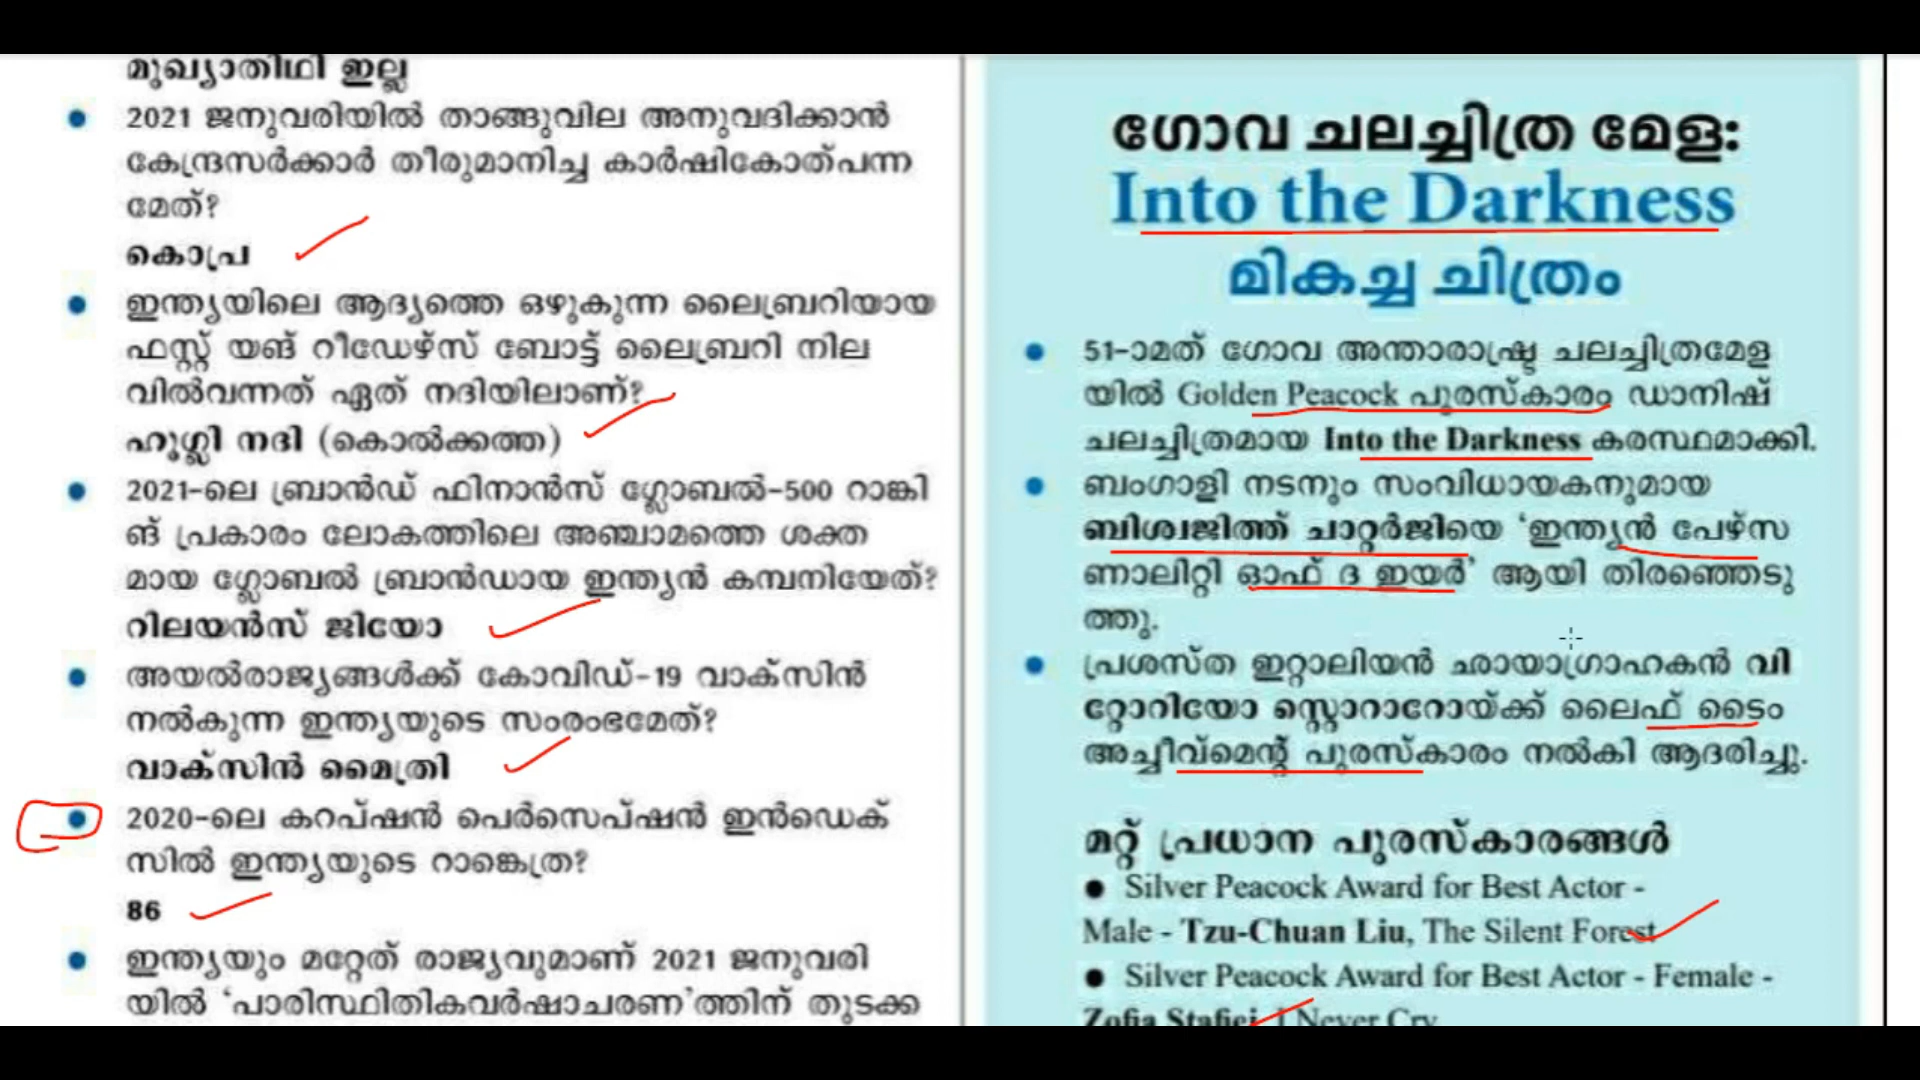 മുഖ്യാതിഥി ഇല്ല
2021 ജനുവരിയിൽ താങ്ങുവില അനുവദിക്കാൻ
കേന്ദ്രസർക്കാർ തീരുമാനിച്ച കാർഷികോത്പന്ന
മേത്?
കൊപ്ര
ഇന്ത്യയിലെ ആദ്യത്തെ ഒഴുകുന്ന ലൈബ്രറിയായ
ഫസ്റ്റ് യങ് റീഡേഴ്സ് ബോട്ട് ലൈബ്രറി നില
വിൽവന്നത് ഏത് നദിയിലാണ്?
ഹൂഗ്ലി നദി (കൊൽക്കത്ത)
2021-ലെ ബ്രാൻഡ് ഫിനാൻസ് ഗ്ലോബൽ-500 റാങ്കി
ങ് പ്രകാരം ലോകത്തിലെ അഞ്ചാമത്തെ ശക്ത
മായ ഗ്ലോബൽ ബ്രാൻഡായ ഇന്ത്യൻ കമ്പനിയേത്?
റിലയൻസ് ജിയോ
അയൽരാജ്യങ്ങൾക്ക് കോവിഡ്-19 വാക്സിൻ
നൽകുന്ന ഇന്ത്യയുടെ സംരംഭമേത്?
വാക്സിൻ മൈത്രി
2020-ലെ കറപ്ഷൻ പെർസെപ്ഷൻ ഇൻഡെക്
സിൽ ഇന്ത്യയുടെ റാങ്കെത്ര?
86
ഇന്ത്യയും മറ്റേത് രാജ്യവുമാണ് 2021 ജനുവരി
യിൽ ‘പാരിസ്ഥിതികവർഷാചരണ’ത്തിന് തുടക്ക
ഗോവ ചലച്ചിത്ര മേള:
Into the Darkness
മികച്ച ചിത്രം
51-ാമത് ഗോവ അന്താരാഷ്ട്ര ചലച്ചിത്രമേള
യിൽ Golden Peacock പുരസ്കാരം ഡാനിഷ്
ചലച്ചിത്രമായ Into the Darkness കരസ്ഥമാക്കി.
ബംഗാളി നടനും സംവിധായകനുമായ
ബിശ്വജിത്ത് ചാറ്റർജിയെ ‘ഇന്ത്യൻ പേഴ്സ
ണാലിറ്റി ഓഫ് ദ ഇയർ’ ആയി തിരഞ്ഞെടു
ത്തു.
പ്രശസ്ത ഇറ്റാലിയൻ ഛായാഗ്രാഹകൻ വി
റ്റോറിയോ സ്റ്റൊറാറോയ്ക്ക് ലൈഫ് ടൈം
അച്ചീവ്മെന്റ് പുരസ്കാരം നൽകി ആദരിച്ചു.
മറ്റ് പ്രധാന പുരസ്കാരങ്ങൾ
● Silver Peacock Award for Best Actor -
Male - Tzu-Chuan Liu, The Silent Forest
● Silver Peacock Award for Best Actor - Female -
Zofia Stafiej, I Never Cry